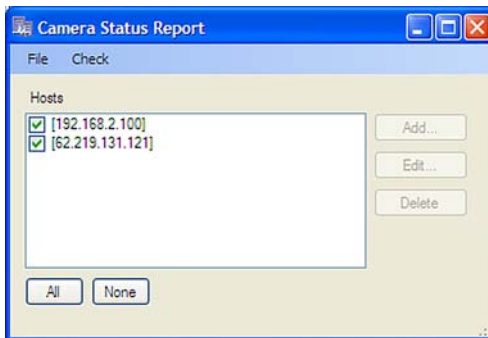 Camera Status Report
File Check
Hosts
[192.168.2.100]
[62.219.131.121]
Add...
Edit...
Delete
All None